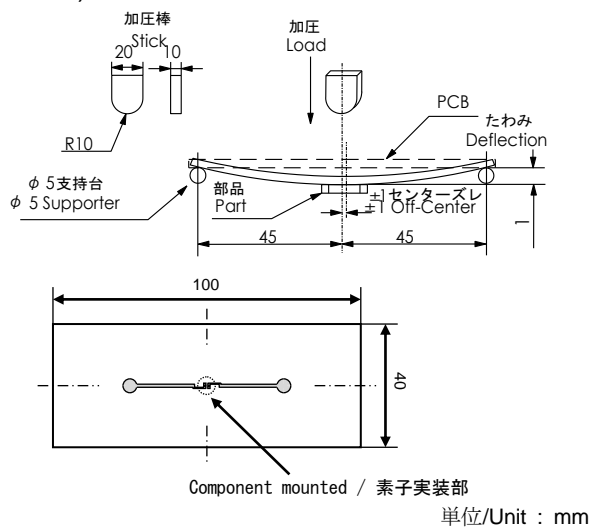 加圧棒
Stick
20
10
R10
加圧
Load
PCB
たわみ
Deflection
φ 5支持台
φ 5 Supporter
部品
Part
±1センターズレ
±1 Off-Center
45
45
1
100
40
Component mounted / 素子実装部
単位/Unit : mm